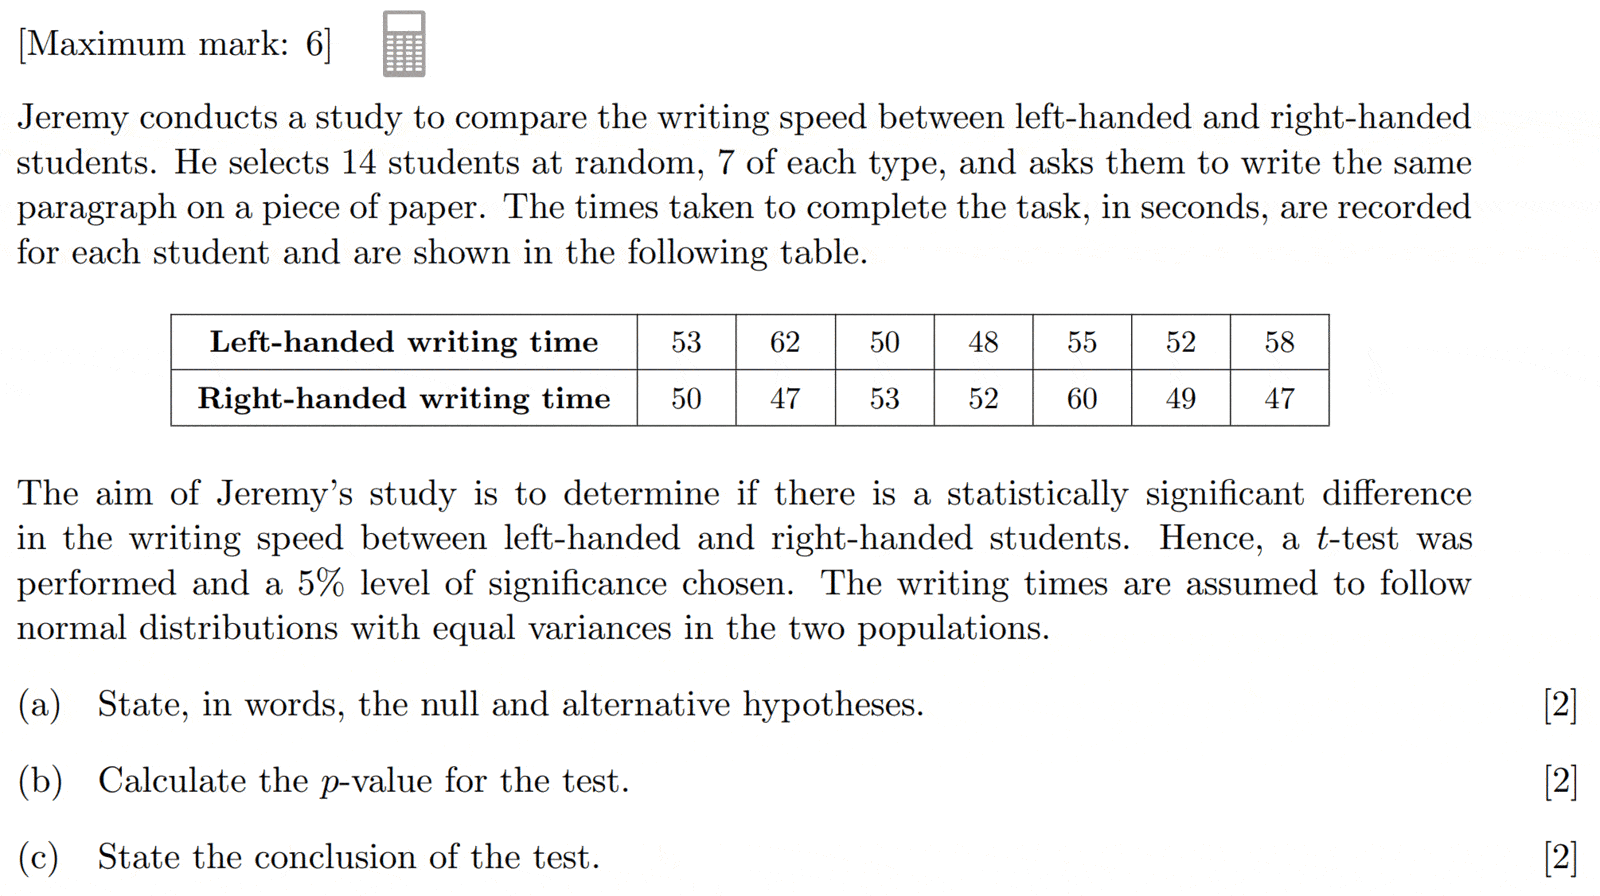 [Maximum mark: 6]
Jeremy conducts a study to compare the writing speed between left-handed and right-handed
students. He selects 14 students at random, 7 of each type, and asks them to write the same
paragraph on a piece of paper. The times taken to complete the task, in seconds, are recorded
for each student and are shown in the following table.
Left-handed writing time 53 62 50 48 55 52 58
Right-handed writing time 50 47 53 52 60 49 47
The aim of Jeremy's study is to determine if there is a statistically significant difference
in the writing speed between left-handed and right-handed students. Hence, a t-test was
performed and a 5% level of significance chosen. The writing times are assumed to follow
normal distributions with equal variances in the two populations.
(a) State, in words, the null and alternative hypotheses. [2]
(b) Calculate the p-value for the test. [2]
(c) State the conclusion of the test. [2]